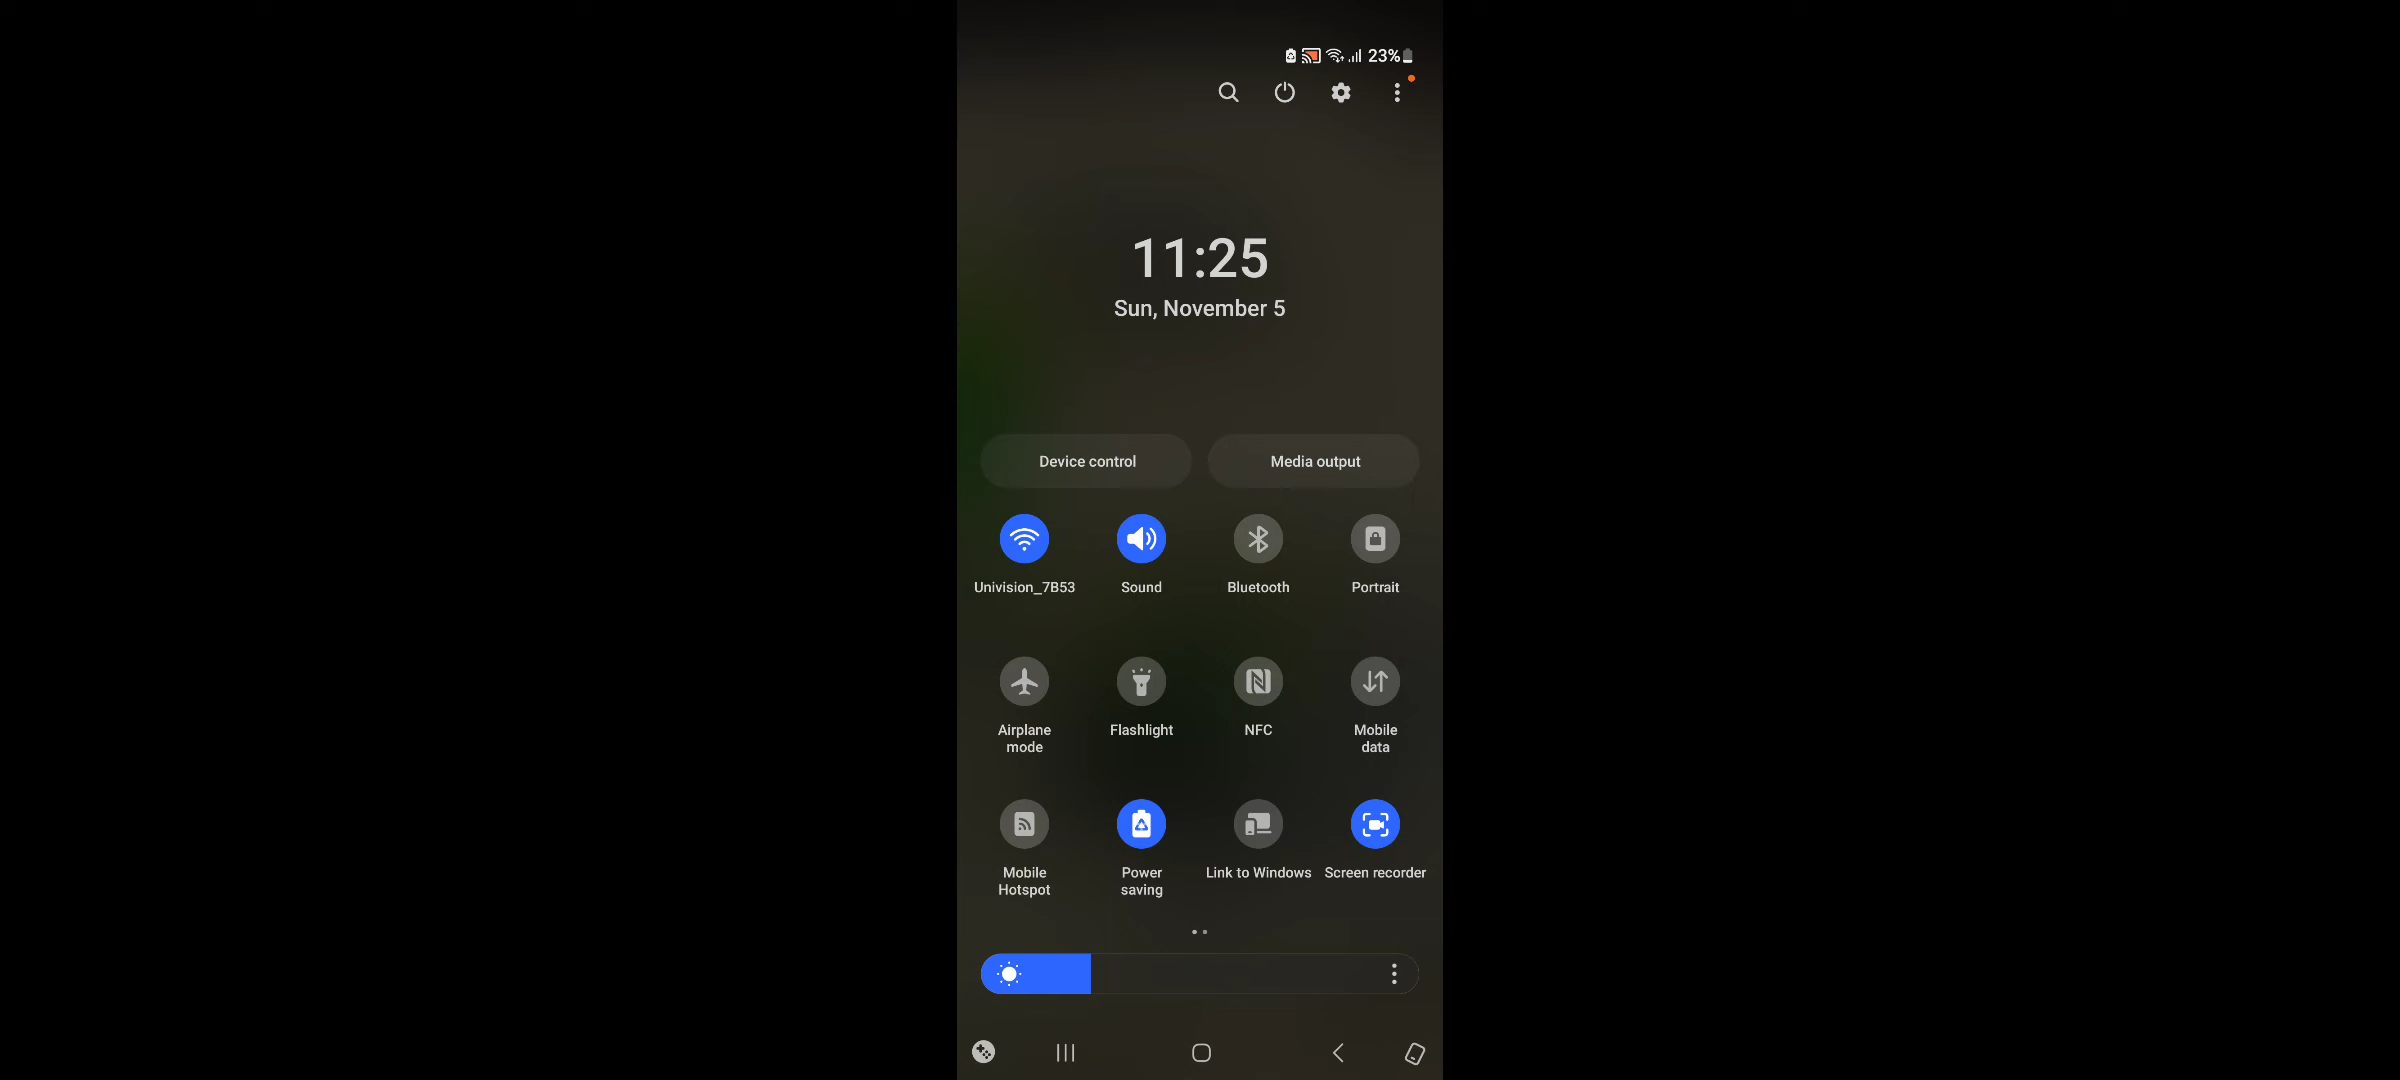 23%
11:25
Sun, November 5
Device control
Media output
Univision_7B53
Sound
Bluetooth
Portrait
Airplane
mode
Flashlight
NFC
Mobile
data
Mobile
Hotspot
Power
saving
Link to Windows
Screen recorder